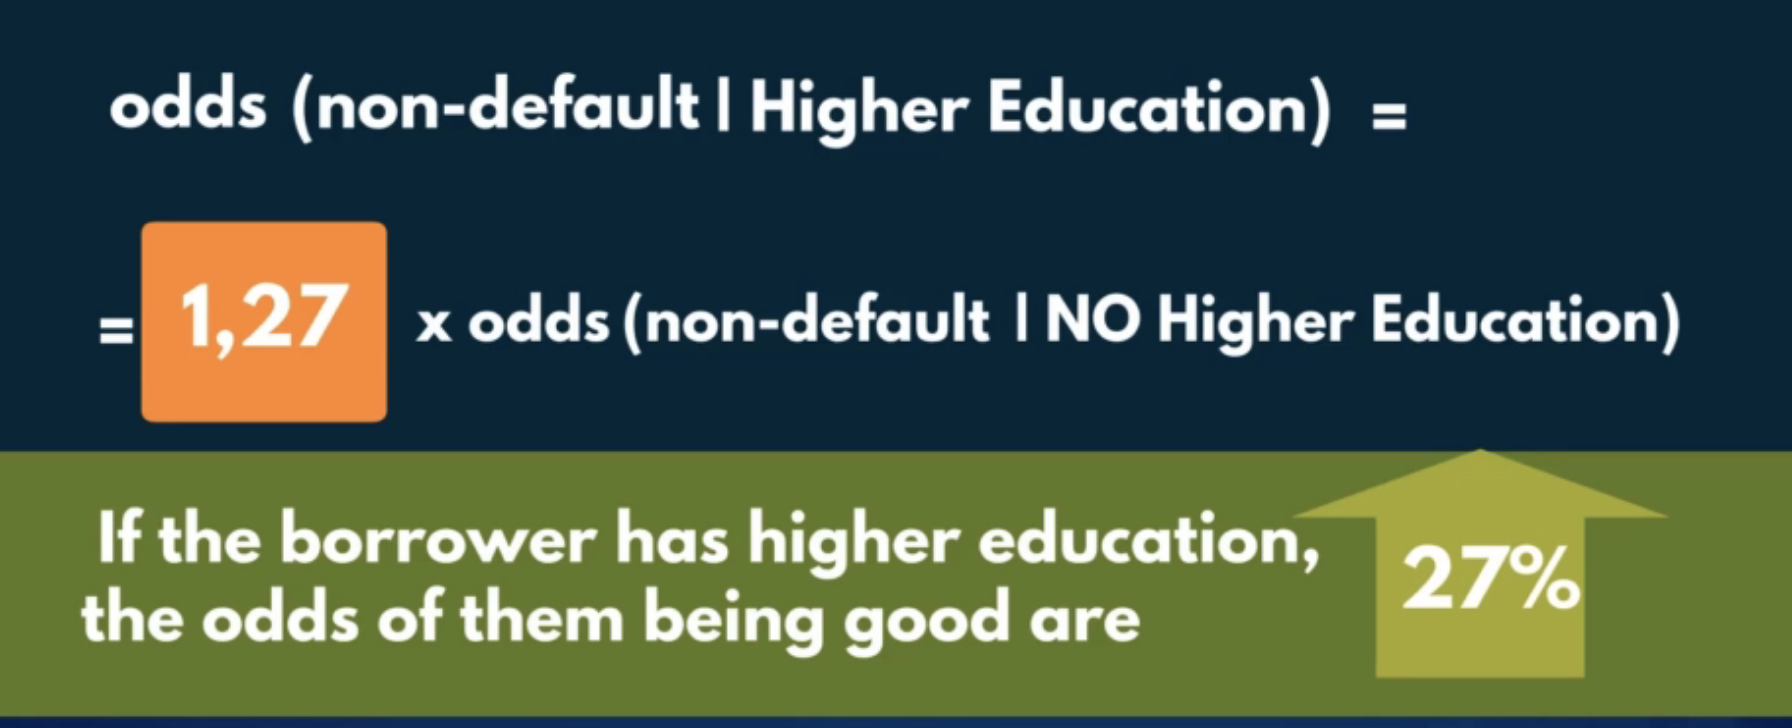 odds (non-default | Higher Education) =
= 1,27 x odds (non-default | NO Higher Education)
If the borrower has higher education,
the odds of them being good are
27%